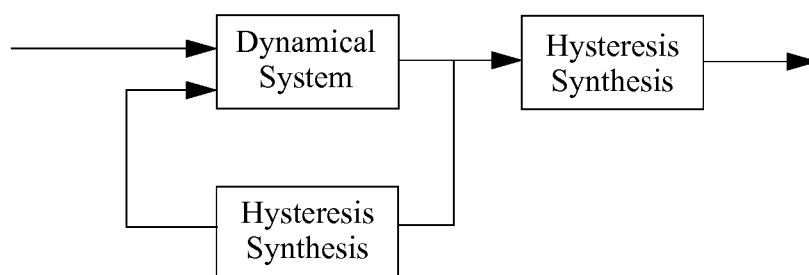 Dynamical
System
Hysteresis
Synthesis
Hysteresis
Synthesis